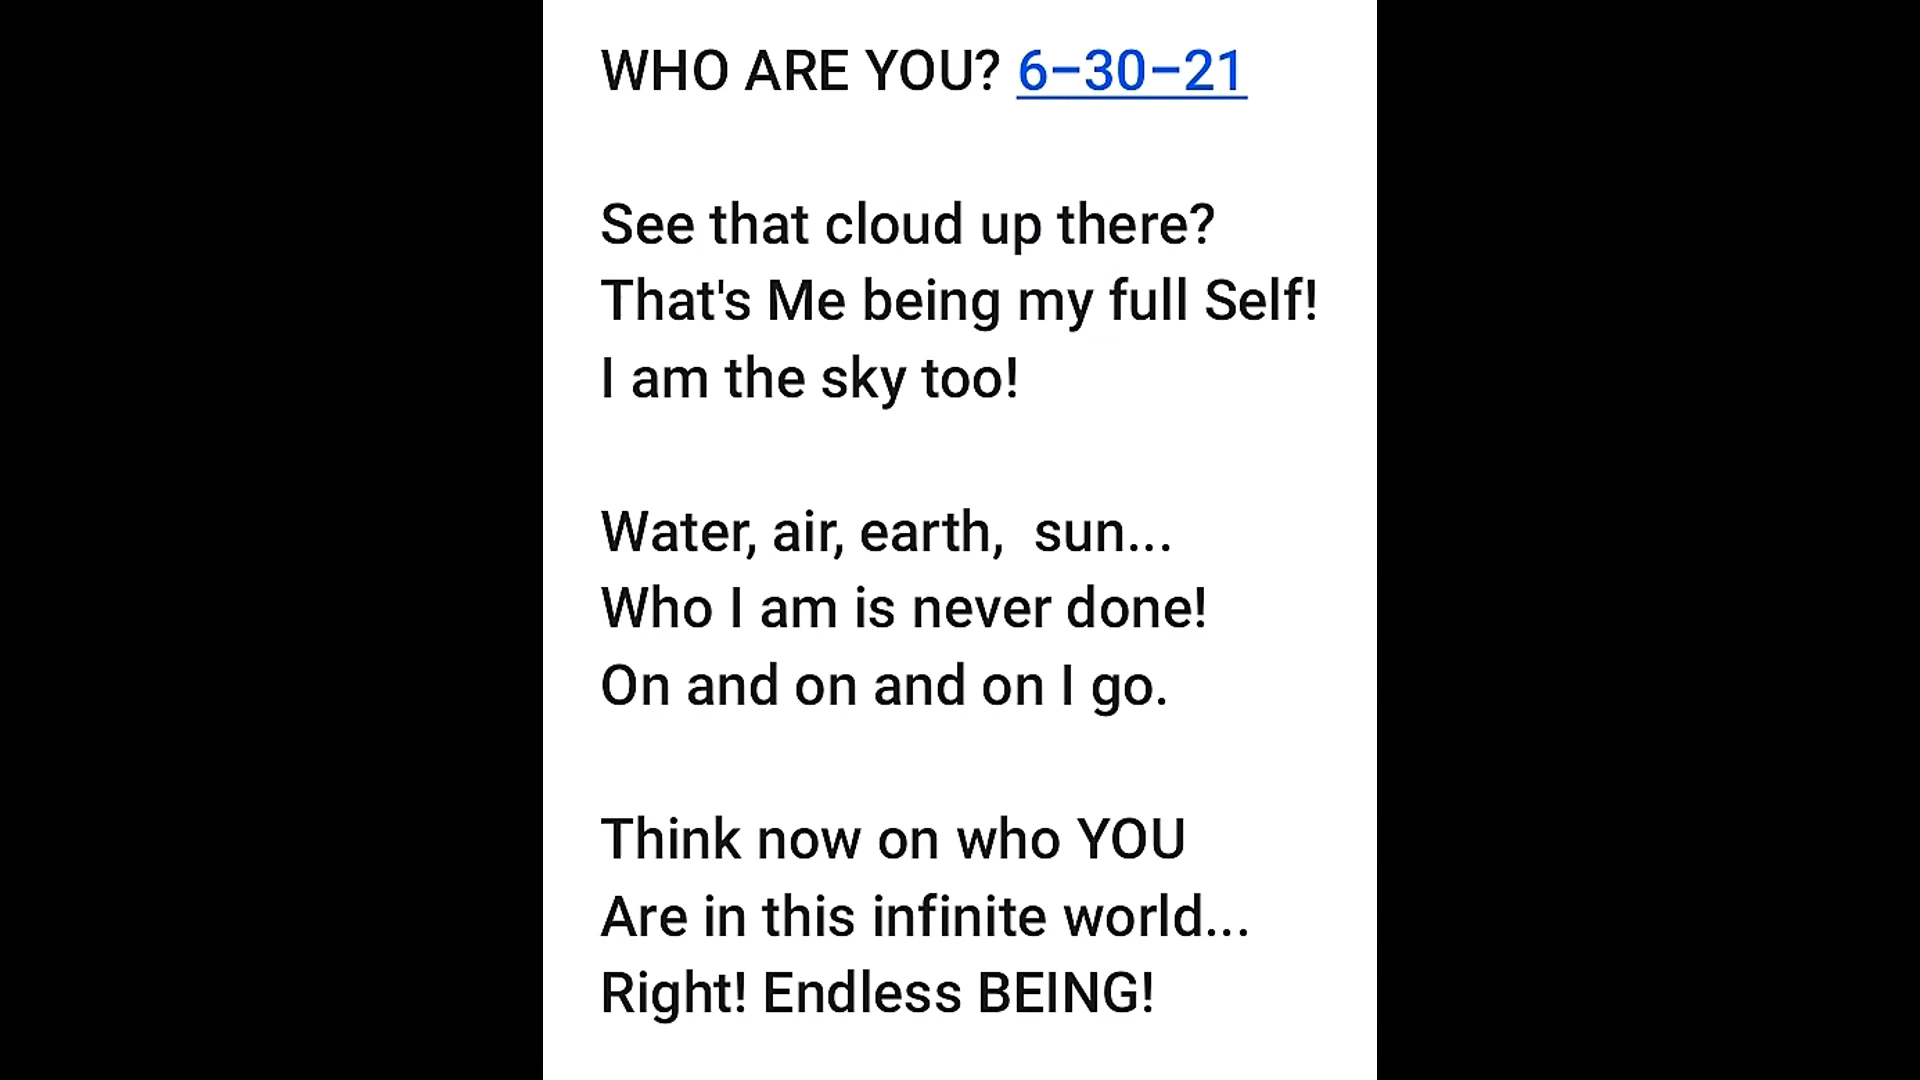 WHO ARE YOU? 6–30–21
See that cloud up there?
That's Me being my full Self!
I am the sky too!
Water, air, earth,  sun...
Who I am is never done!
On and on and on I go.
Think now on who YOU
Are in this infinite world...
Right! Endless BEING!